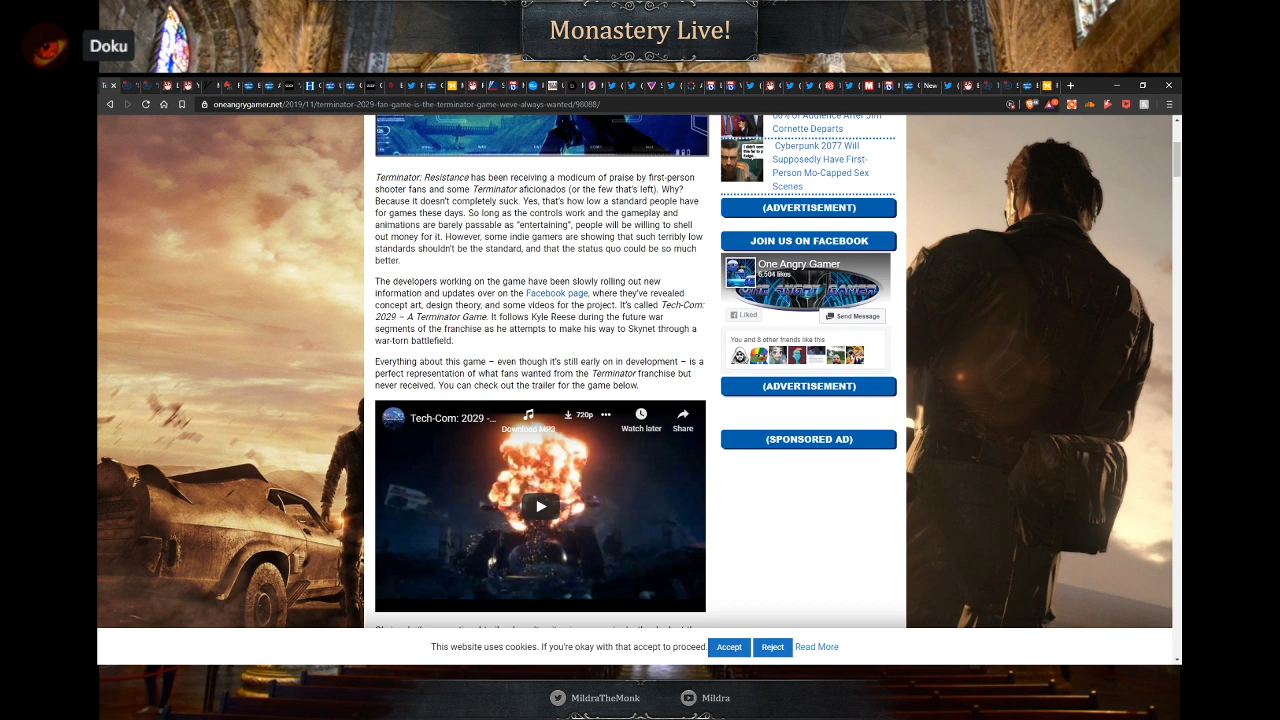 Monastery Live!
Doku
New
oneangrygamer.net/2019/11/terminator-2029-fan-game-is-the-terminator-game-weve-always-wanted/98088/
Terminator: Resistance has been receiving a modicum of praise by first-person
shooter fans and some Terminator aficionados (or the few that's left). Why?
Because it doesn't completely suck. Yes, that's how low a standard people have
for games these days. So long as the controls work and the gameplay and
animations are barely passable as "entertaining", people will be willing to shell
out money for it. However, some indie gamers are showing that such terribly low
standards shouldn't be the standard, and that the status quo could be so much
better.
The developers working on the game have been slowly rolling out new
information and updates over on the Facebook page, where they've revealed
concept art, design theory, and some videos for the project. It's called Tech-Com:
2029 – A Terminator Game. It follows Kyle Reese during the future war
segments of the franchise as he attempts to make his way to Skynet through a
war-torn battlefield.
Everything about this game – even though it's still early on in development – is a
perfect representation of what fans wanted from the Terminator franchise but
never received. You can check out the trailer for the game below.
Tech-Com: 2029 -...
Download MP3
720p
Watch later
Share
60% of Audience After Jim
Cornette Departs
Cyberpunk 2077 Will
Supposedly Have First-
Person Mo-Capped Sex
Scenes
(ADVERTISEMENT)
JOIN US ON FACEBOOK
One Angry Gamer
6,504 likes
ONE ANGRY GAMER
Liked
Send Message
You and 8 other friends like this
(ADVERTISEMENT)
(SPONSORED AD)
This website uses cookies. If you're okay with that accept to proceed.
Accept
Reject
Read More
MildraTheMonk
Mildra